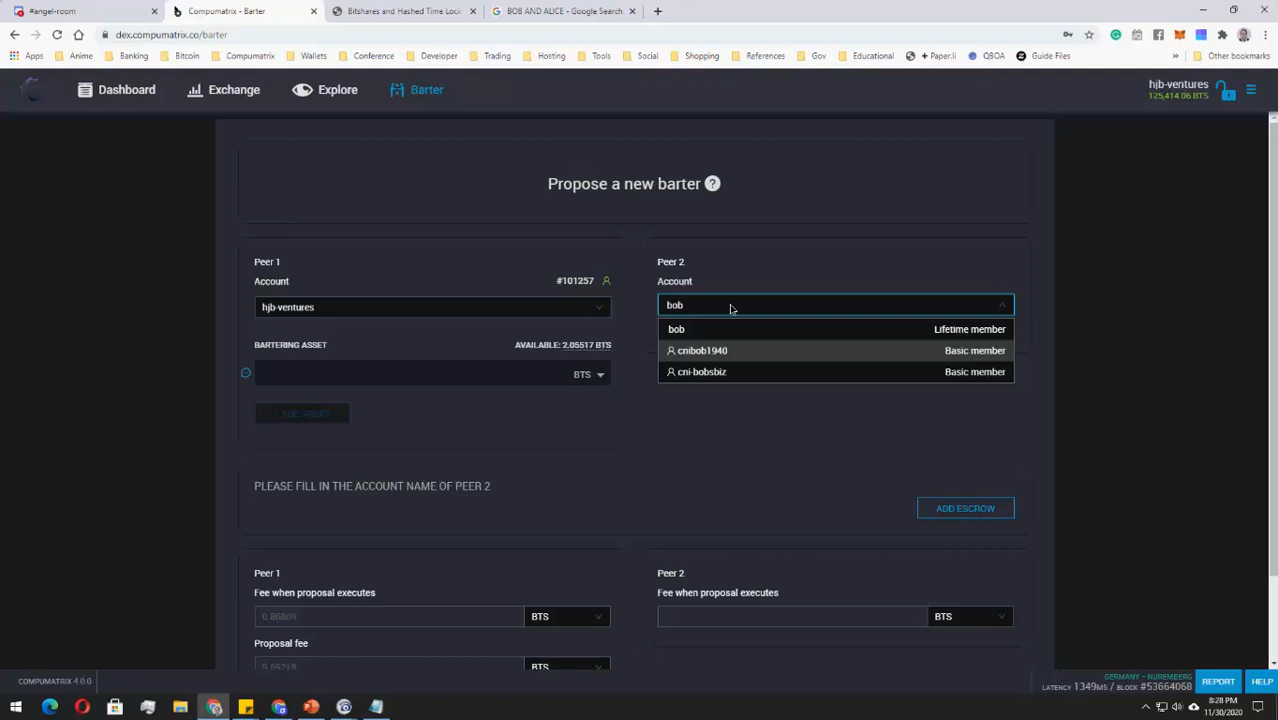 #angel-room
Compumatrix - Barter
Bitshares and Hashed Time Lock
BOB AND ALICE - Google Search
dex.compumatrix.co/barter
Apps Anime Banking Bitcoin Compumatrix Wallets Conference Developer Trading Hosting Tools Social Shopping References Gov Educational + Paper.li QBOA Guide Files » Other bookmarks
Dashboard Exchange Explore Barter
hjb-ventures
125,414.06 BTS
Propose a new barter ?
Peer 1
Account #101257
hjb-ventures
BARTERING ASSET AVAILABLE: 2.05517 BTS
BTS
Peer 2
Account
bob
bob Lifetime member
cnibob1940 Basic member
cni-bobsbiz Basic member
PLEASE FILL IN THE ACCOUNT NAME OF PEER 2
ADD ESCROW
Peer 1
Fee when proposal executes
0.86869 BTS
Proposal fee
BTS
Peer 2
Fee when proposal executes
BTS
COMPUMATRIX 4.0.0
GERMANY - NUREMBERG
LATENCY 1349MS / BLOCK #53664068
REPORT
HELP
8:28 PM
11/30/2020